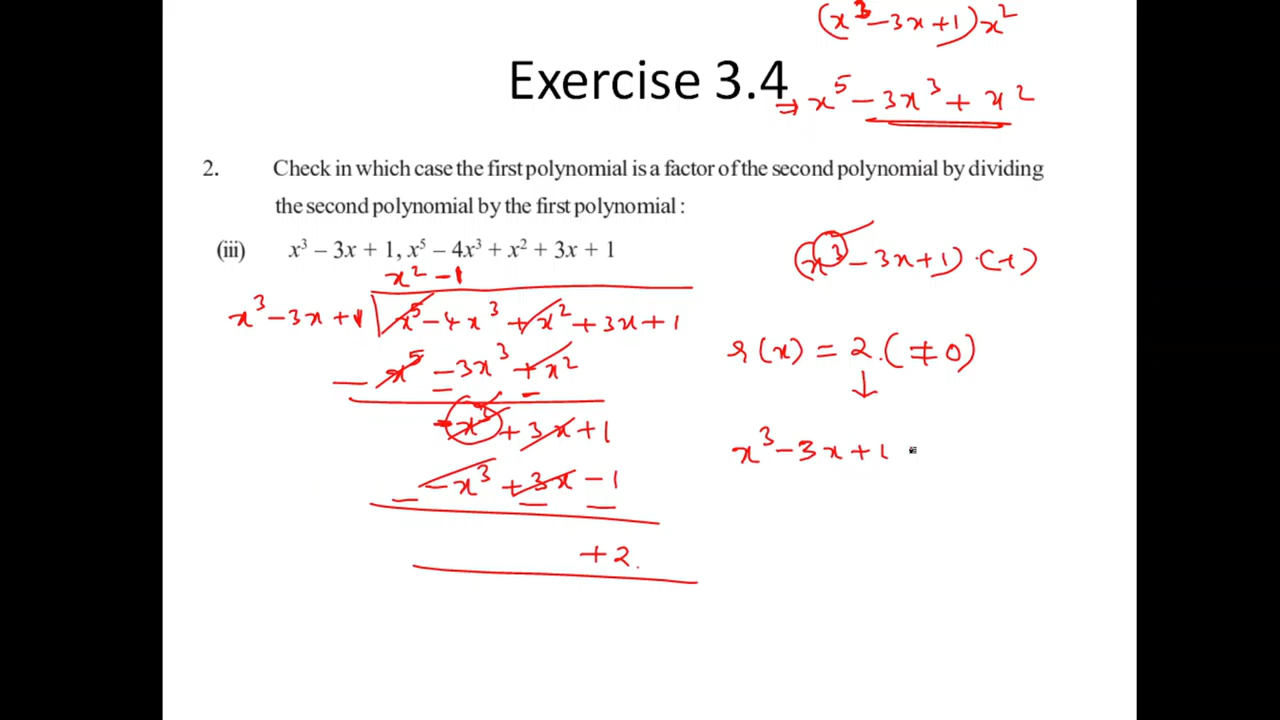 (x³ − 3x + 1) x²
Exercise 3.4
⇒ x⁵ − 3x³ + x²
2. Check in which case the first polynomial is a factor of the second polynomial by dividing
the second polynomial by the first polynomial :
(iii) x³ – 3x + 1, x⁵ – 4x³ + x² + 3x + 1
(x³ − 3x + 1) · (-1)
x² − 1
x³ − 3x + 1 x⁵ − 4x³ + x² + 3x + 1
r(x) = 2. (≠ 0)
− x⁵ − 3x³ + x²
↓
− x³ + 3x + 1
x³ − 3x + 1
− x³ + 3x − 1
+ 2.